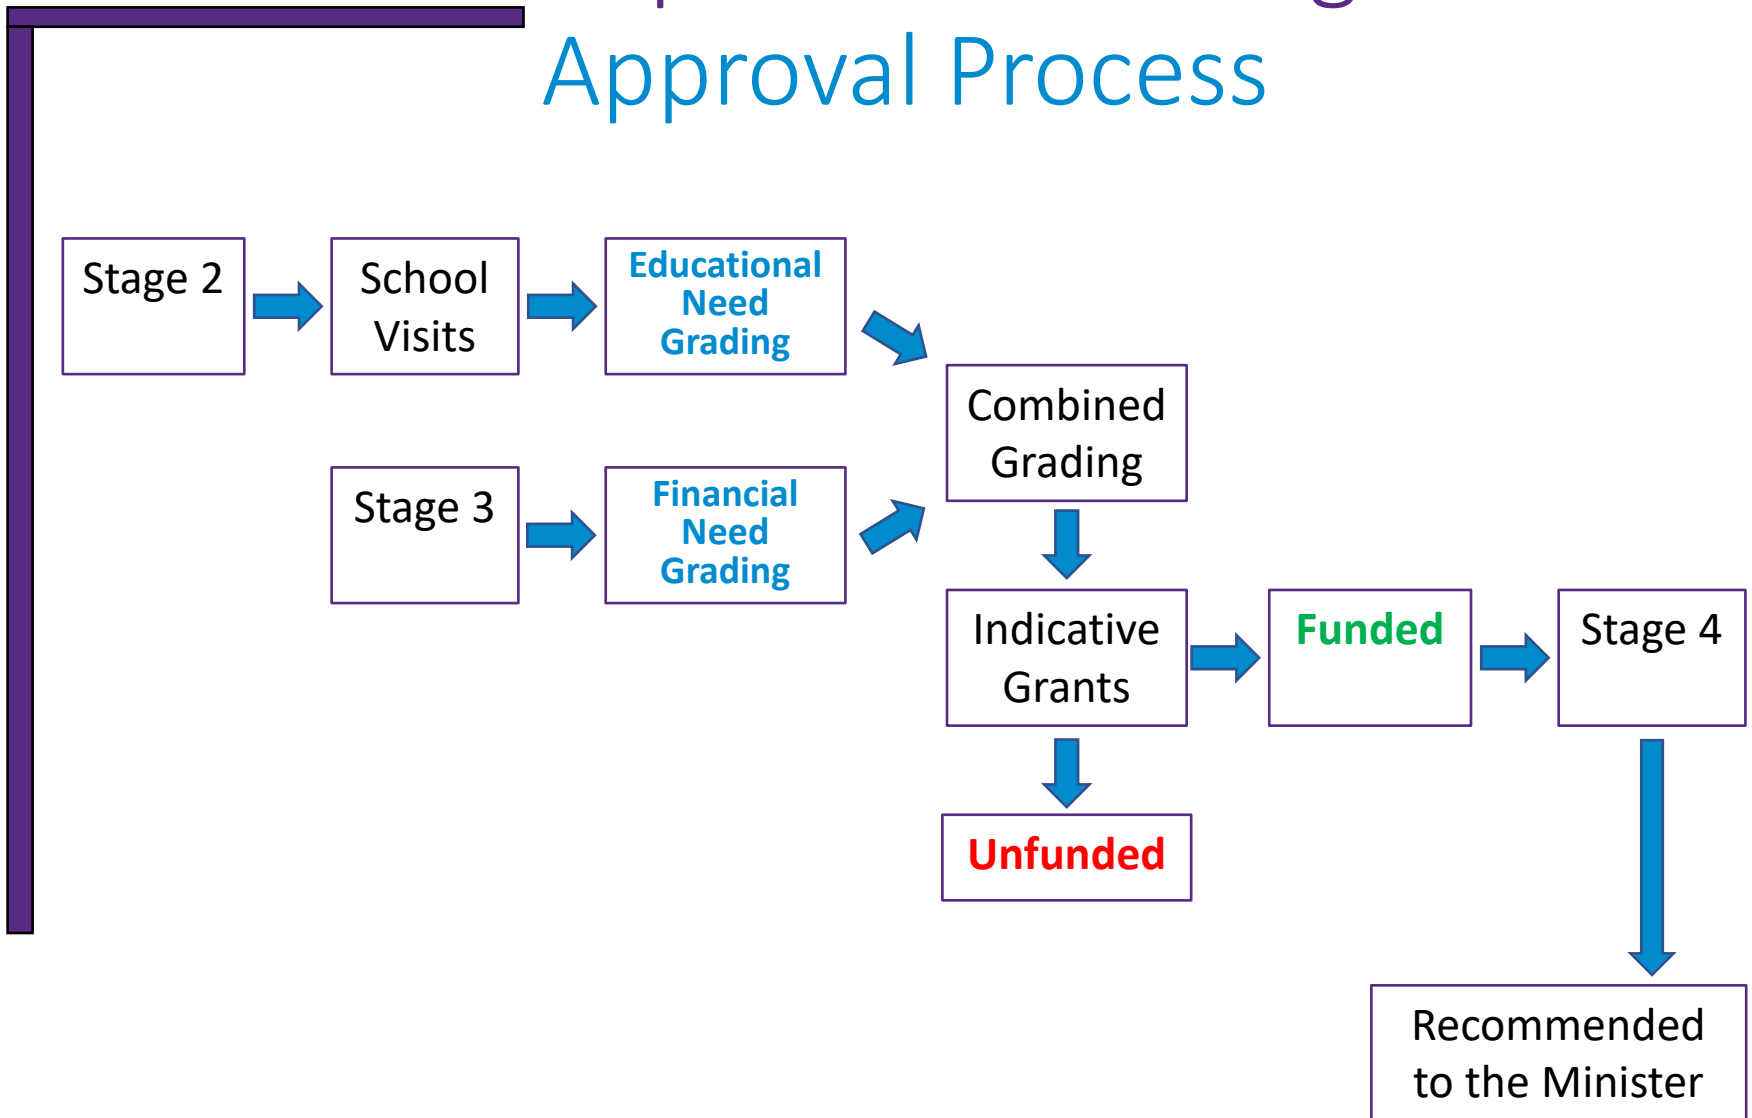 Approval Process
Stage 2
School
Visits
Educational
Need
Grading
Stage 3
Financial
Need
Grading
Combined
Grading
Indicative
Grants
Funded
Stage 4
Unfunded
Recommended
to the Minister